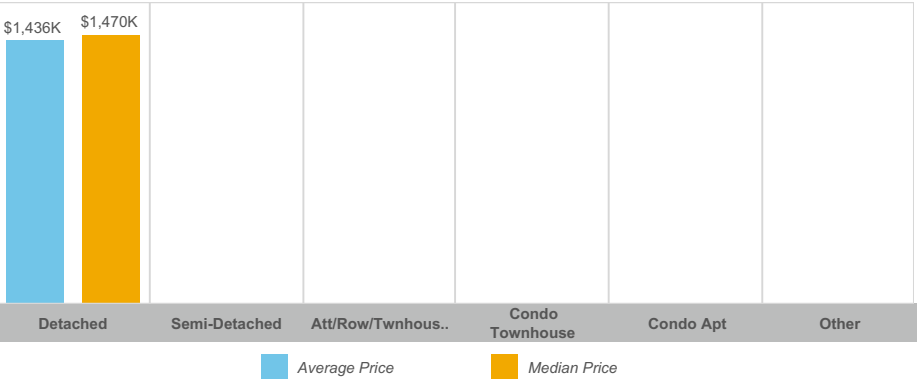 $1,436K
$1,470K
Detached
Semi-Detached
Att/Row/Twnhous..
Condo
Townhouse
Condo Apt
Other
Average Price
Median Price